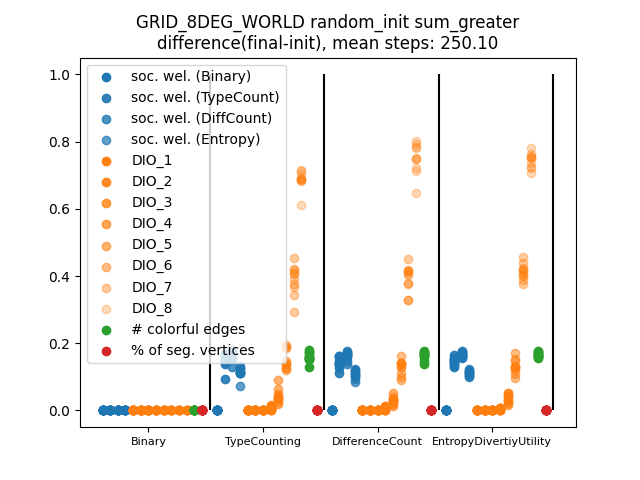 GRID_8DEG_WORLD random_init sum_greater
difference(final-init), mean steps: 250.10
1.0
0.8
0.6
0.4
0.2
0.0
soc. wel. (Binary)
soc. wel. (TypeCount)
soc. wel. (DiffCount)
soc. wel. (Entropy)
DIO_1
DIO_2
DIO_3
DIO_4
DIO_5
DIO_6
DIO_7
DIO_8
# colorful edges
% of seg. vertices
Binary
TypeCounting
DifferenceCount
EntropyDivertiyUtility